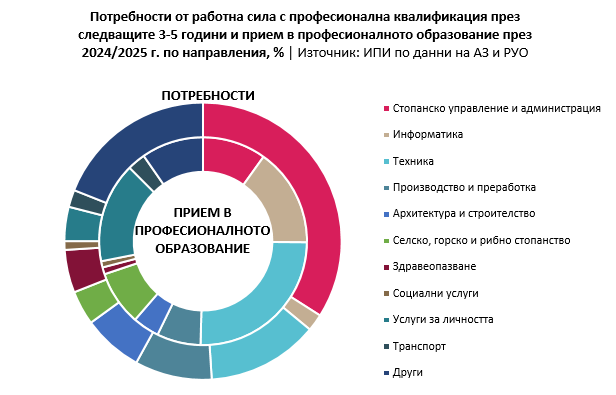 Потребности от работна сила с професионална квалификация през
следващите 3-5 години и прием в професионалното образование през
2024/2025 г. по направления, % | Източник: ИПИ по данни на АЗ и РУО
ПОТРЕБНОСТИ
ПРИЕМ В
ПРОФЕСИОНАЛНОТО
ОБРАЗОВАНИЕ
Стопанско управление и администрация
Информатика
Техника
Производство и преработка
Архитектура и строителство
Селско, горско и рибно стопанство
Здравеопазване
Социални услуги
Услуги за личността
Транспорт
Други